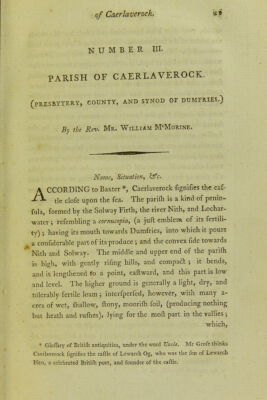 of Caerlaverock.
NUMBER III.
PARISH OF CAERLAVEROCK.
(PRESBYTERY, COUNTY, AND SYNOD OF DUMFRIES.)
By the Rev. Mr. William McMorine.
Name, Situation, &c.
ACCORDING to Baxter *, Caerlaverock ſignifies the caſ-
tle cloſe upon the ſea. The pariſh is a kind of penin-
ſula, formed by the Solway Firth, the river Nith, and Lochar-
water; reſembling a cornucopia, (a juſt emblem of its fertili-
ty); having its mouth towards Dumfries, into which it pours
a conſiderable part of its produce; and the convex ſide towards
Nith and Solway. The middle and upper end of the pariſh
is high, with gently riſing hills, and compact; it bends,
and is lengthened to a point, eaſtward, and this part is low
and level. The higher ground is generally a light, dry, and
tolerably fertile loam; interſperſed, however, with many a-
cres of wet, ſhallow, ſtony, mooriſh ſoil, (producing nothing
but heath and ruſhes), lying for the moſt part in the vallies;
which,
* Gloſſary of Britiſh antiquities, under the word Uxela. Mr Groſe thinks
Caerlaverock ſignifies the caſtle of Lewarch Og, who was the ſon of Lewarch
Hen, a celebrated Britiſh poet, and founder of the caſtle.